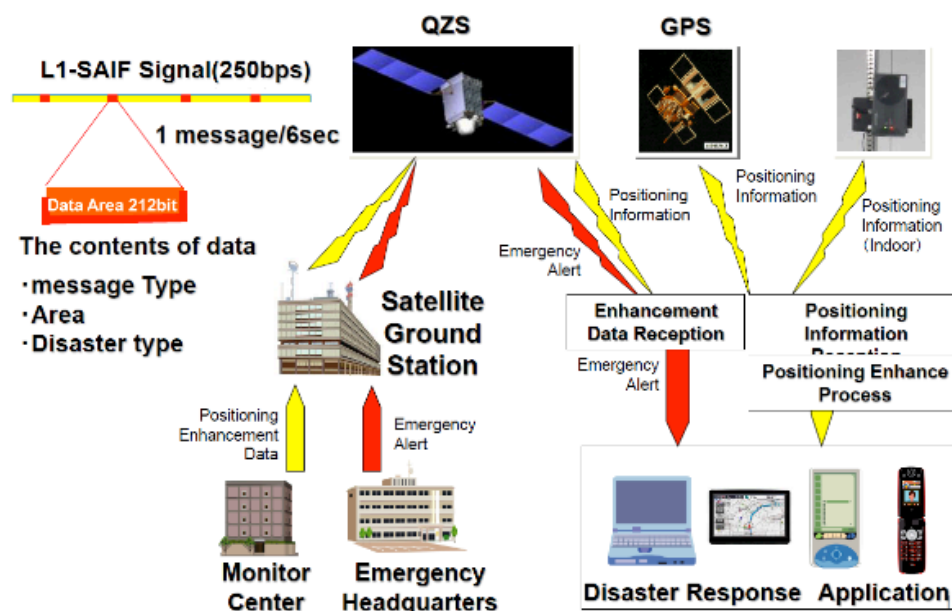 QZS
GPS
L1-SAIF Signal(250bps)
1 message/6sec
Data Area 212bit
The contents of data
・message Type
・Area
・Disaster type
Satellite
Ground
Station
Positioning
Enhancement
Data
Emergency
Alert
Monitor
Center
Emergency
Headquarters
Emergency
Alert
Positioning
Information
Positioning
Information
Positioning
Information
(Indoor)
Enhancement
Data Reception
Positioning
Information
Emergency
Alert
Positioning Enhance
Process
Disaster Response
Application